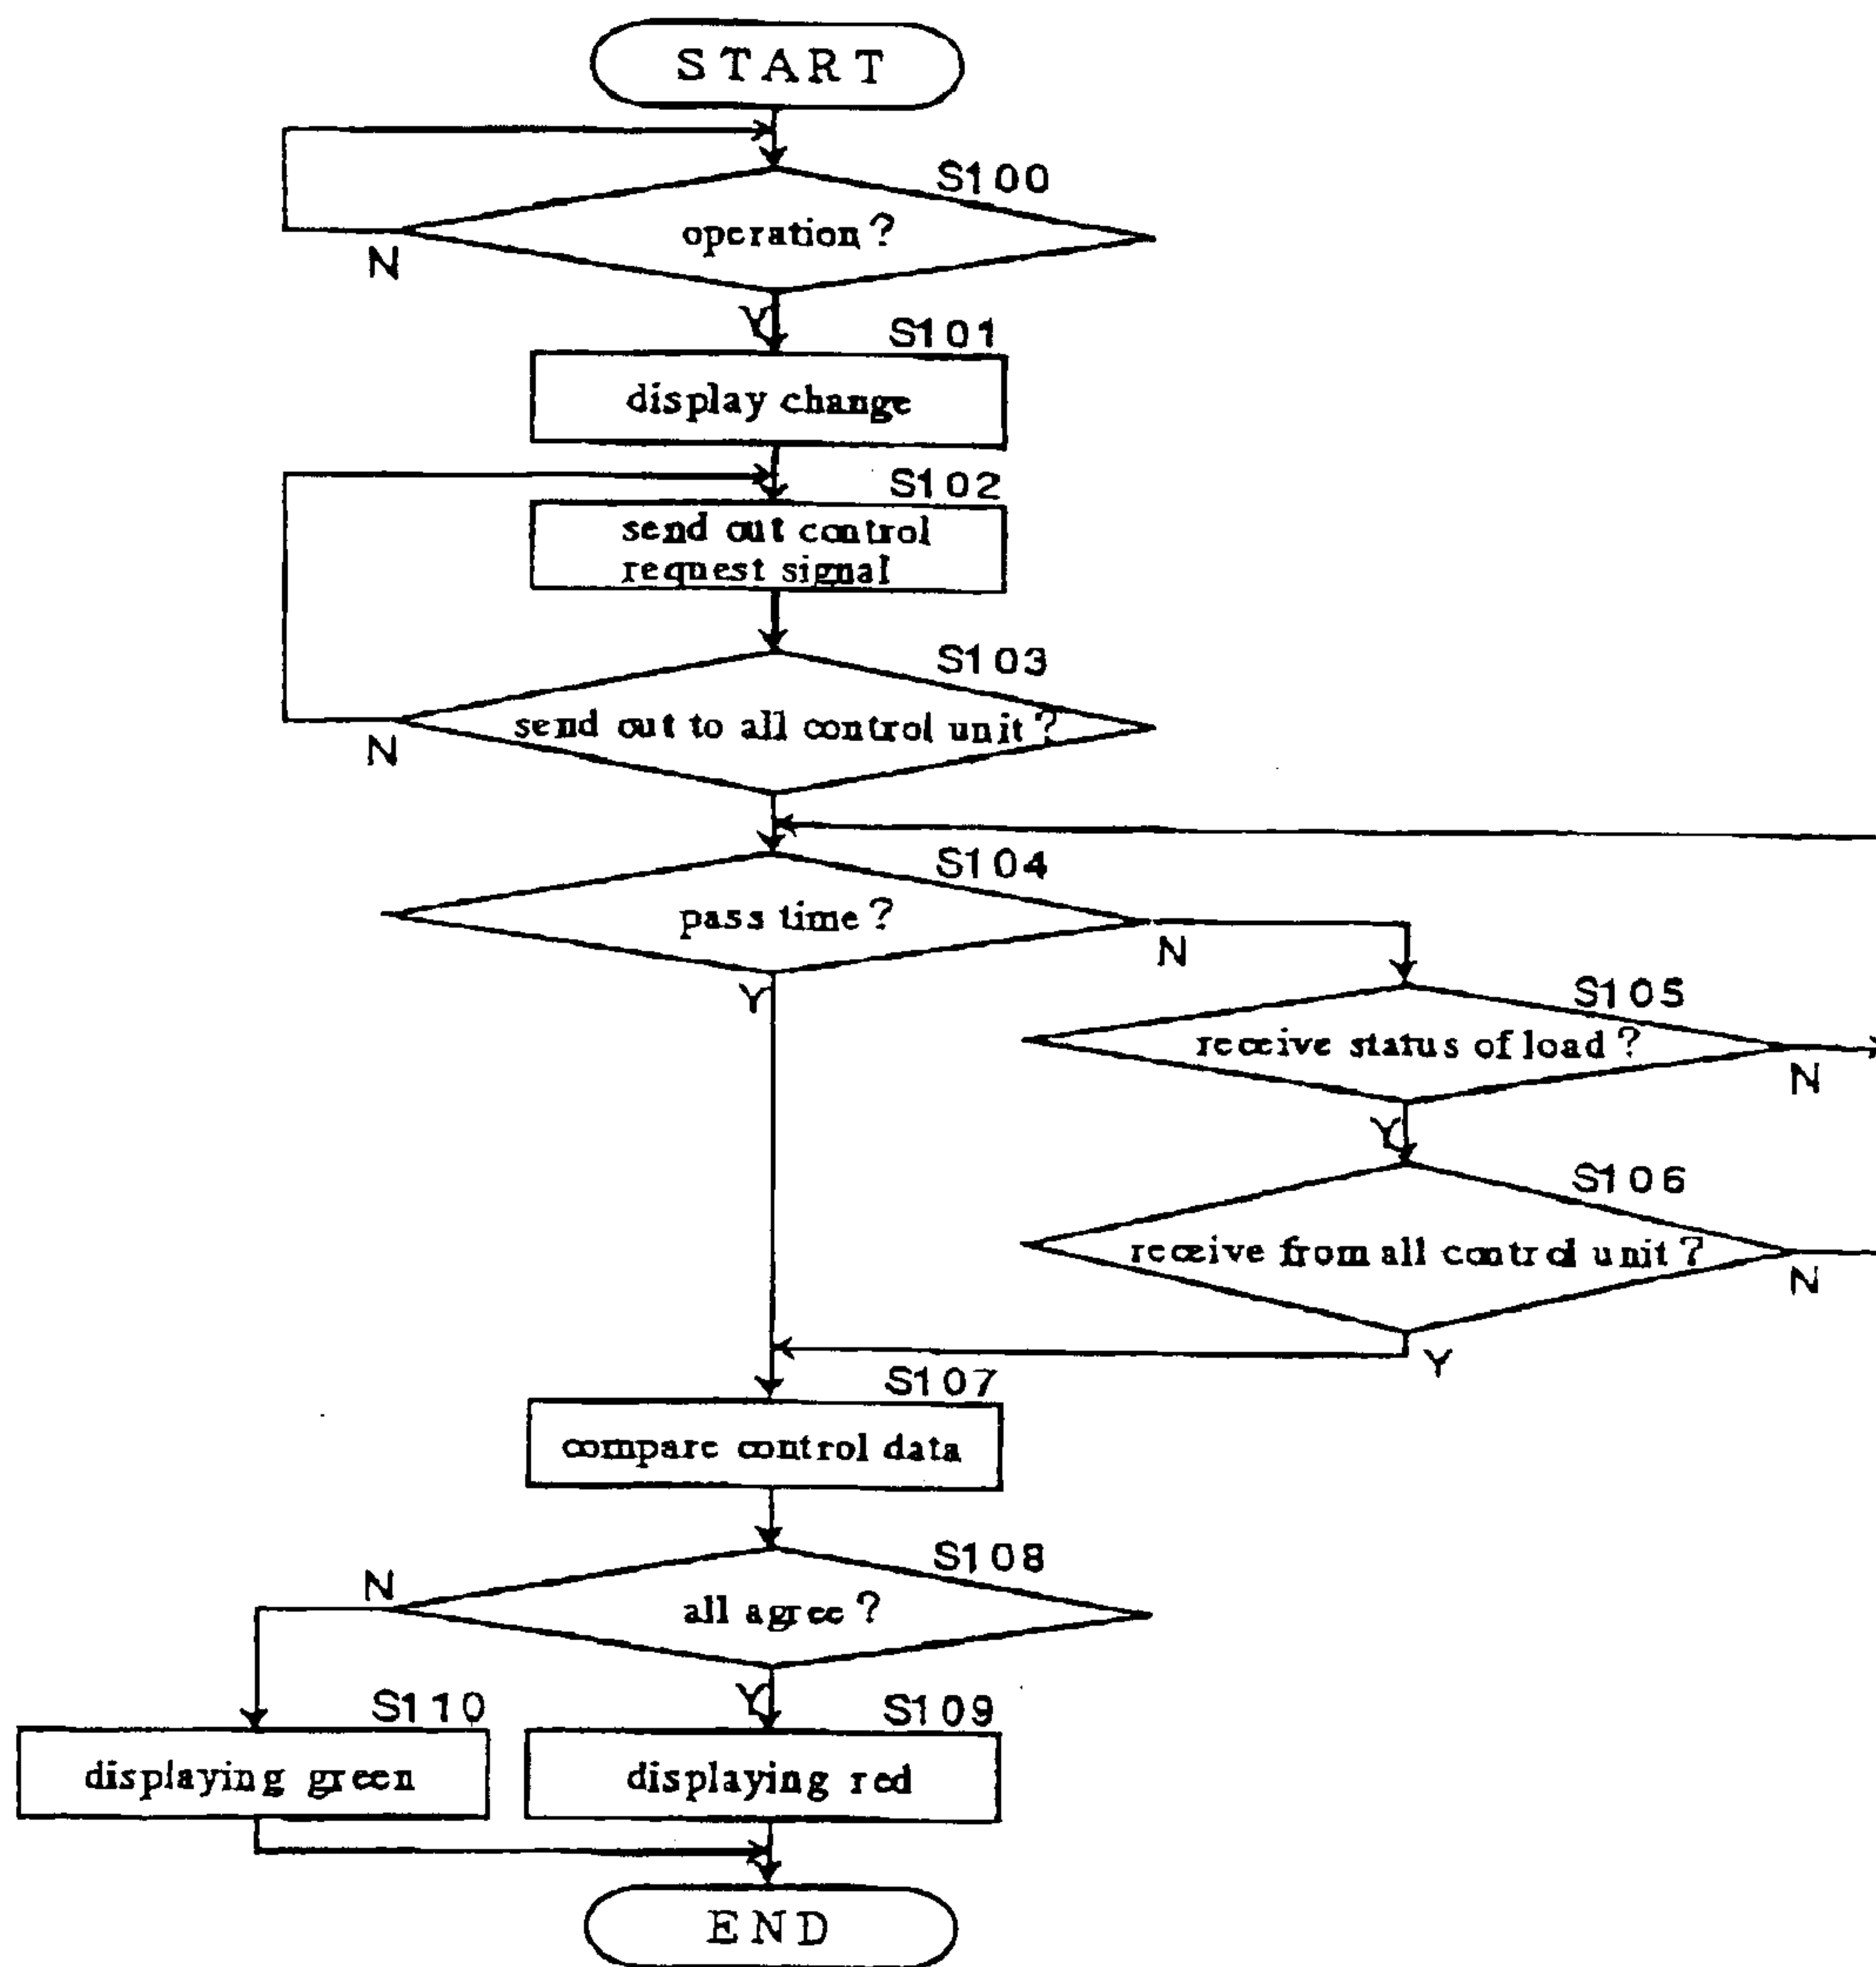 START
S100
operation?
N
Y
S101
display change
S102
send out control
request signal
S103
send out to all control unit?
N
S104
pass time?
N
Y
S105
receive status of load?
N
Y
S106
receive from all control unit?
N
Y
S107
compare control data
S108
N
all agree?
Y
S110
S109
displaying green
displaying red
END